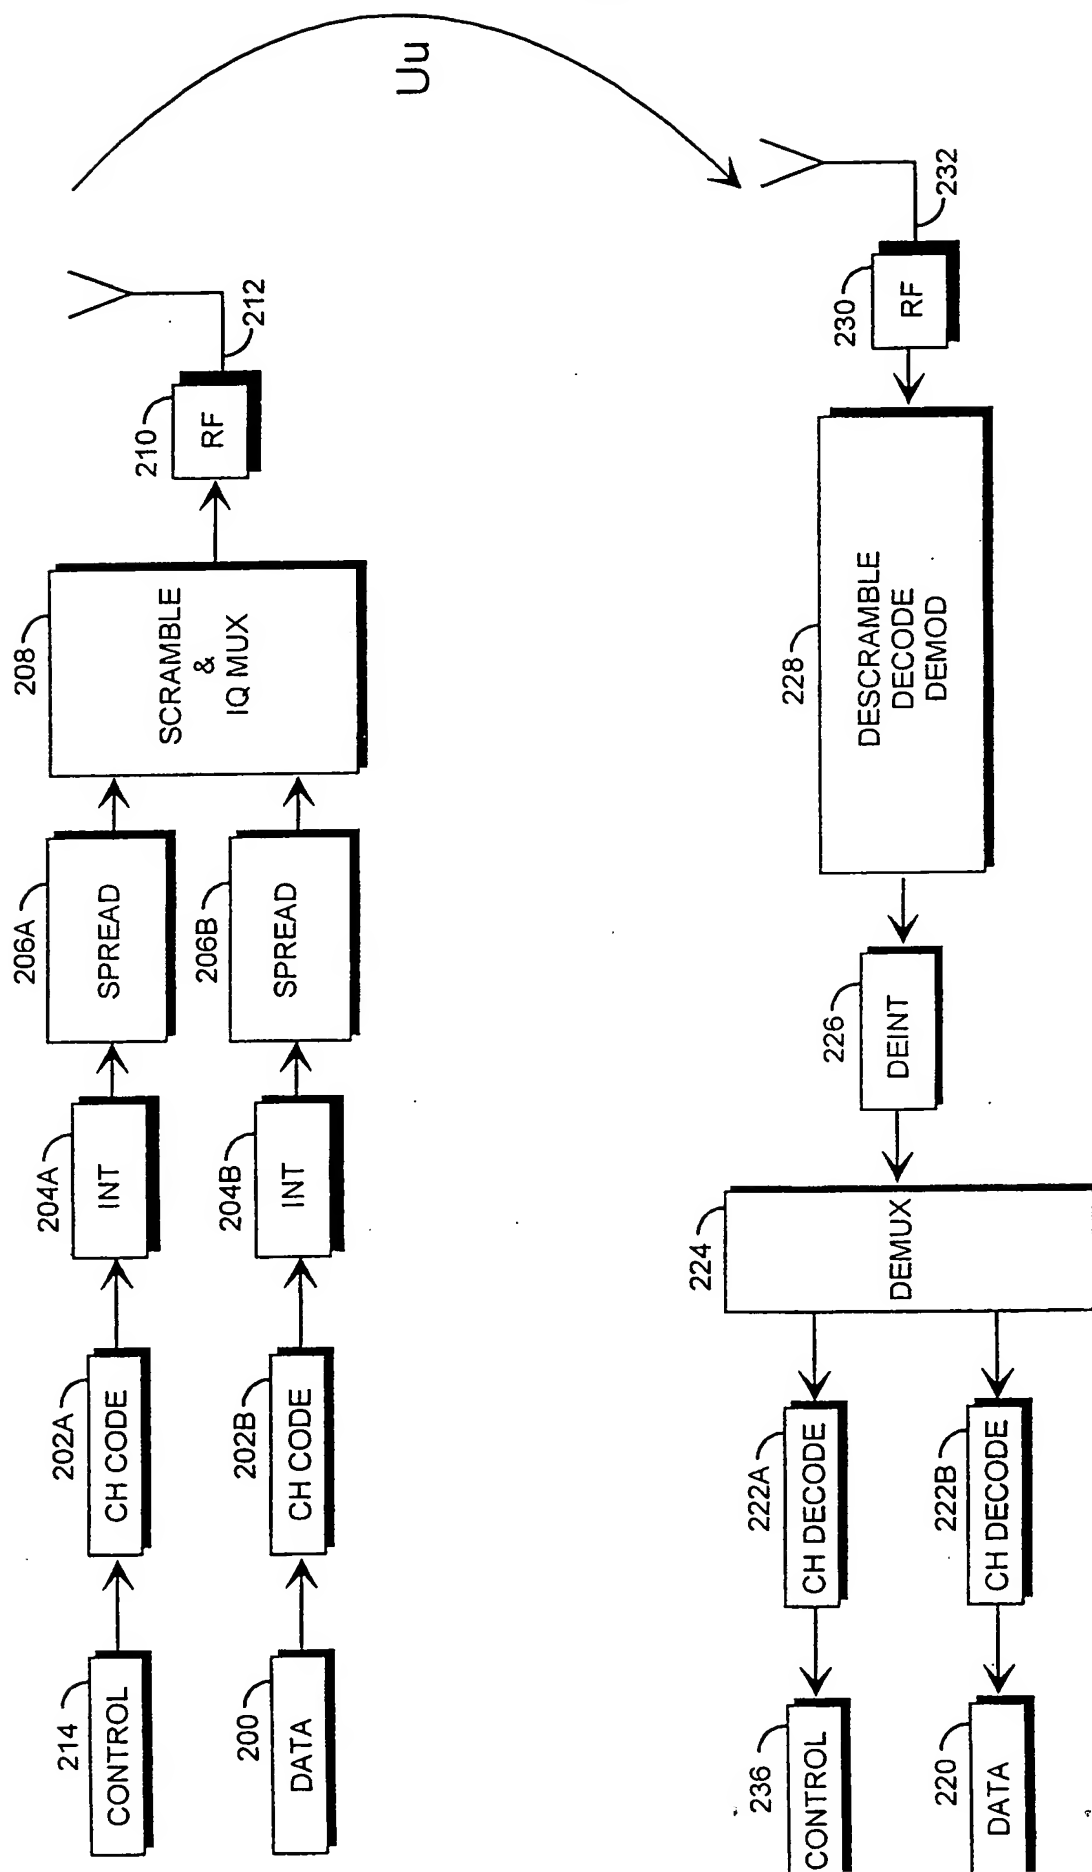 214
CONTROL
202A
CH CODE
204A
INT
206A
SPREAD
208
SCRAMBLE
&
IQ MUX
210
RF
212
Uu
200
DATA
202B
CH CODE
204B
INT
206B
SPREAD
236
CONTROL
222A
CH DECODE
224
DEMUX
226
DEINT
228
DESCRAMBLE
DECODE
DEMOD
230
RF
232
220
DATA
222B
CH DECODE